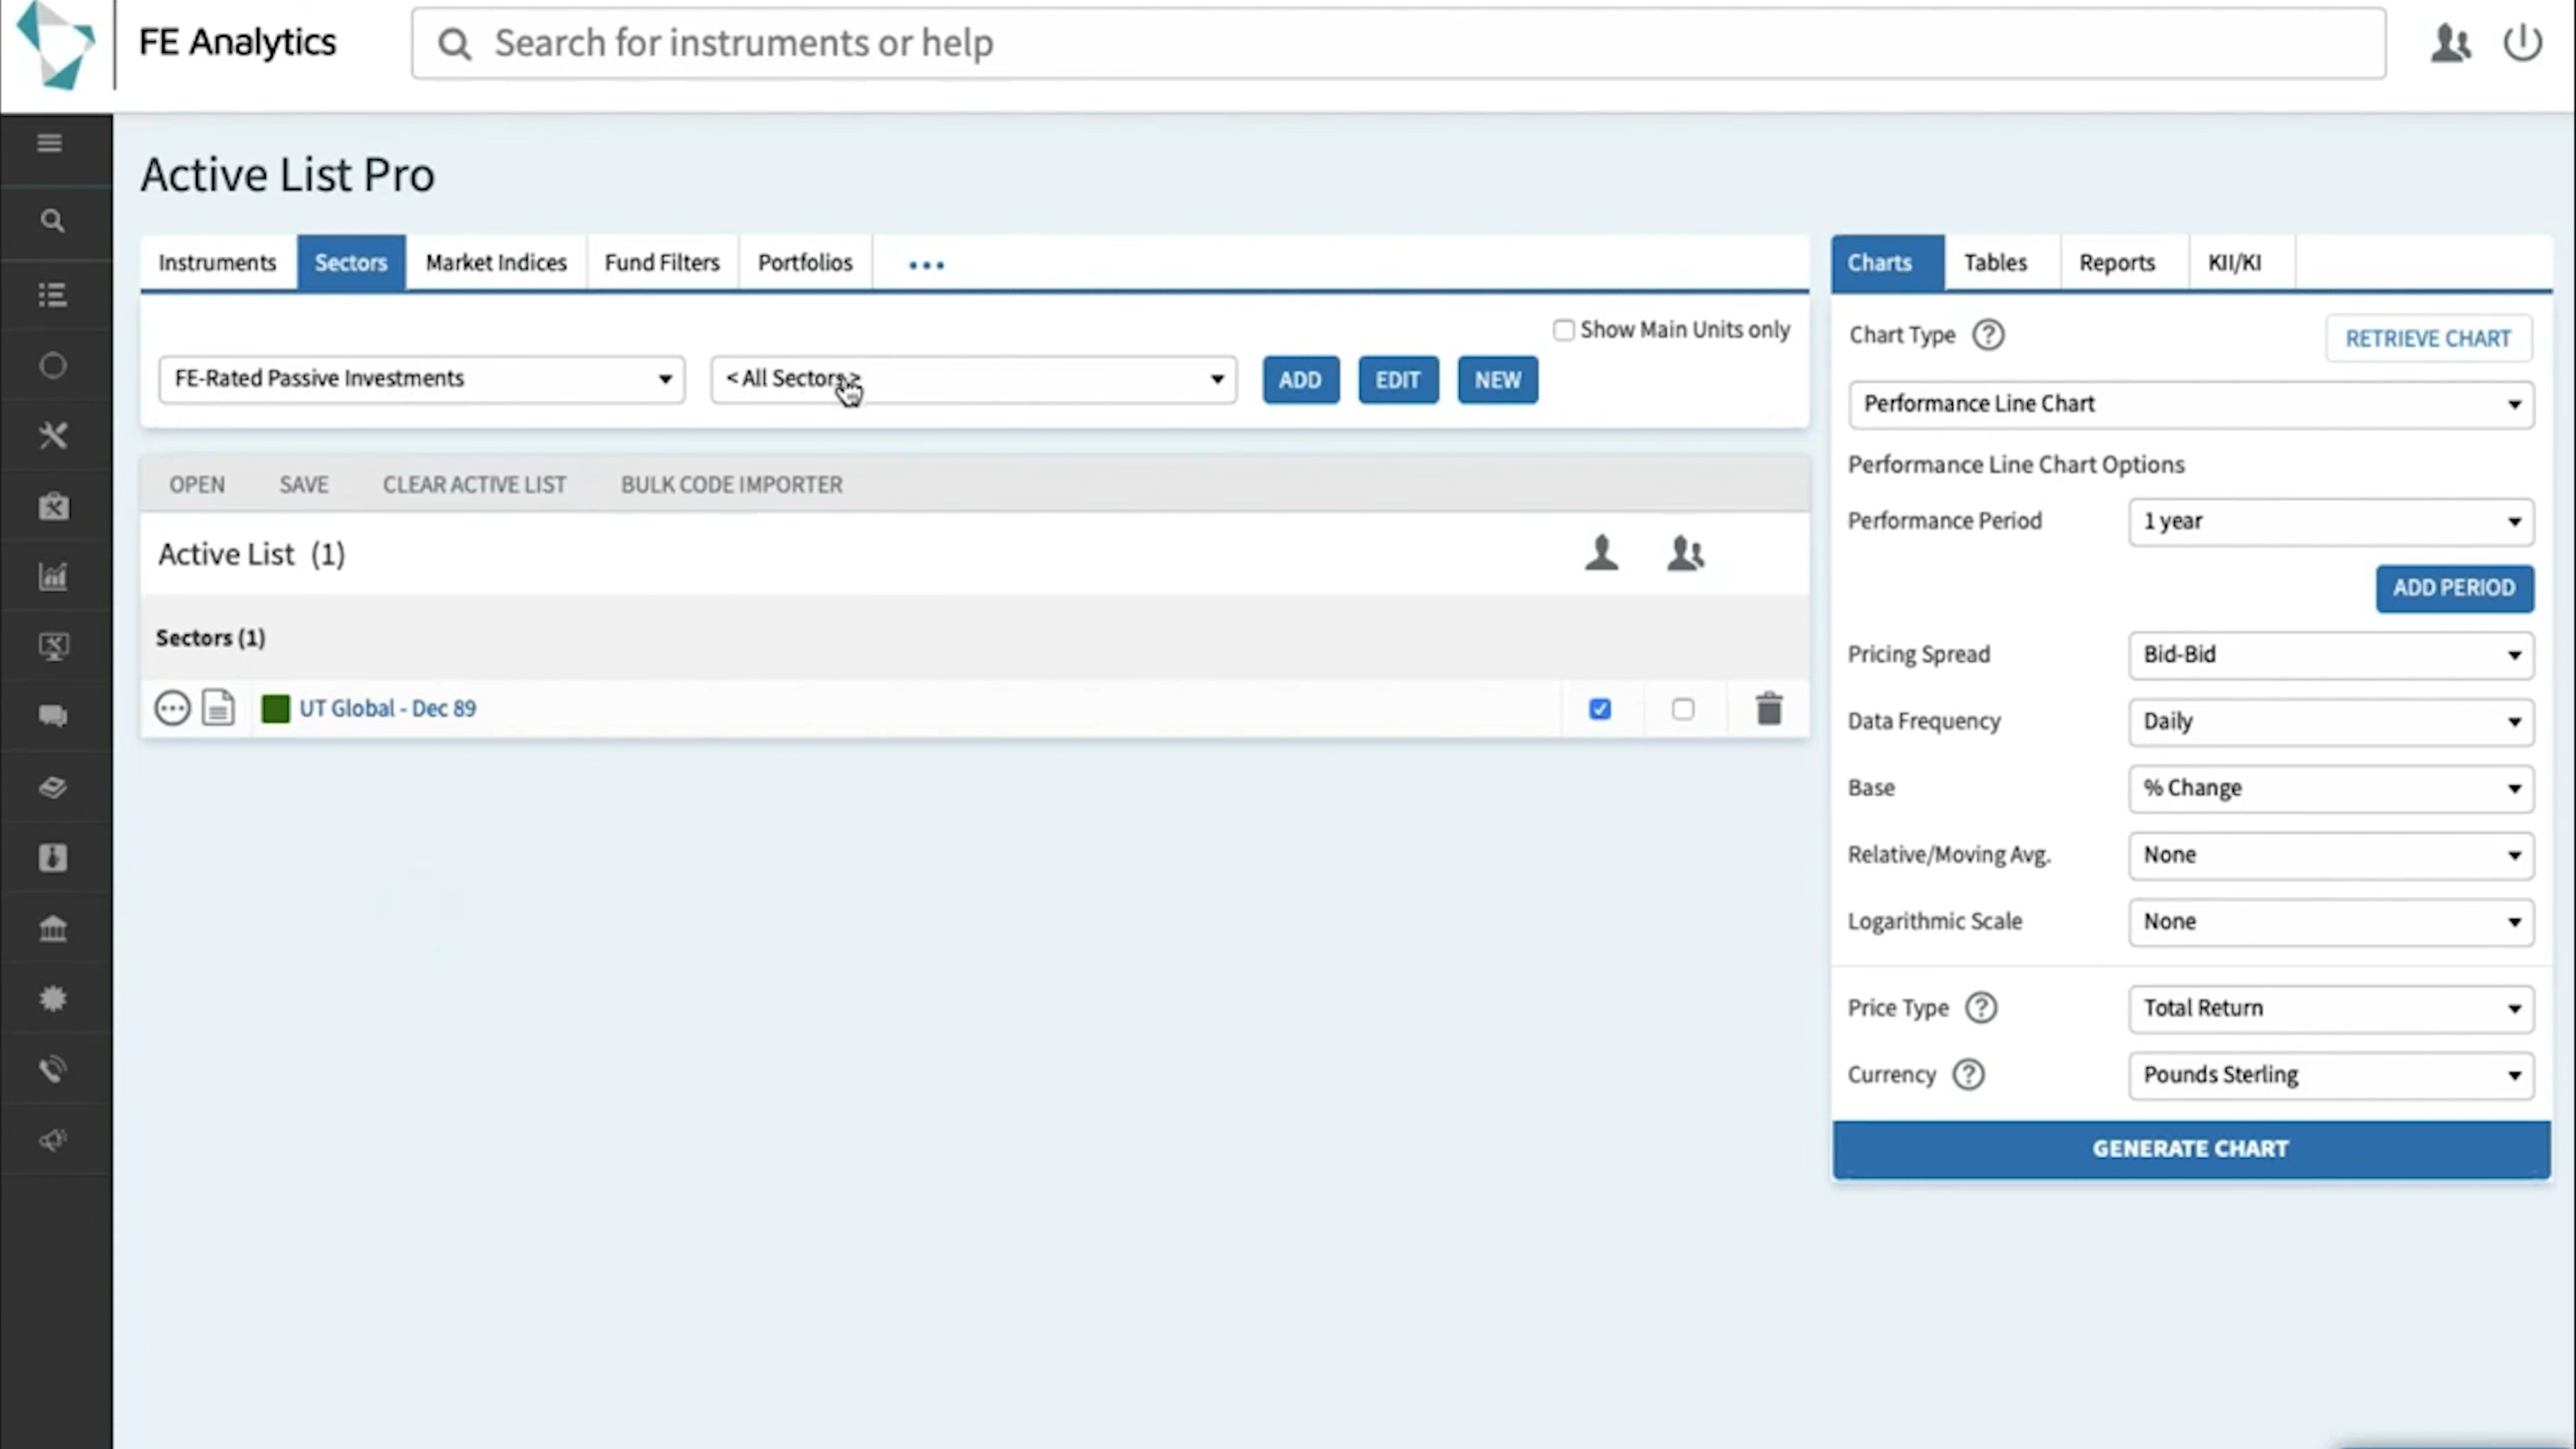 FE Analytics
Search for instruments or help
Active List Pro
Instruments
Sectors
Market Indices
Fund Filters
Portfolios
Show Main Units only
FE-Rated Passive Investments
< All Sectors >
ADD
EDIT
NEW
OPEN
SAVE
CLEAR ACTIVE LIST
BULK CODE IMPORTER
Active List (1)
Sectors (1)
UT Global - Dec 89
Charts
Tables
Reports
KII/KI
Chart Type
RETRIEVE CHART
Performance Line Chart
Performance Line Chart Options
Performance Period
1 year
ADD PERIOD
Pricing Spread
Bid-Bid
Data Frequency
Daily
Base
% Change
Relative/Moving Avg.
None
Logarithmic Scale
None
Price Type
Total Return
Currency
Pounds Sterling
GENERATE CHART